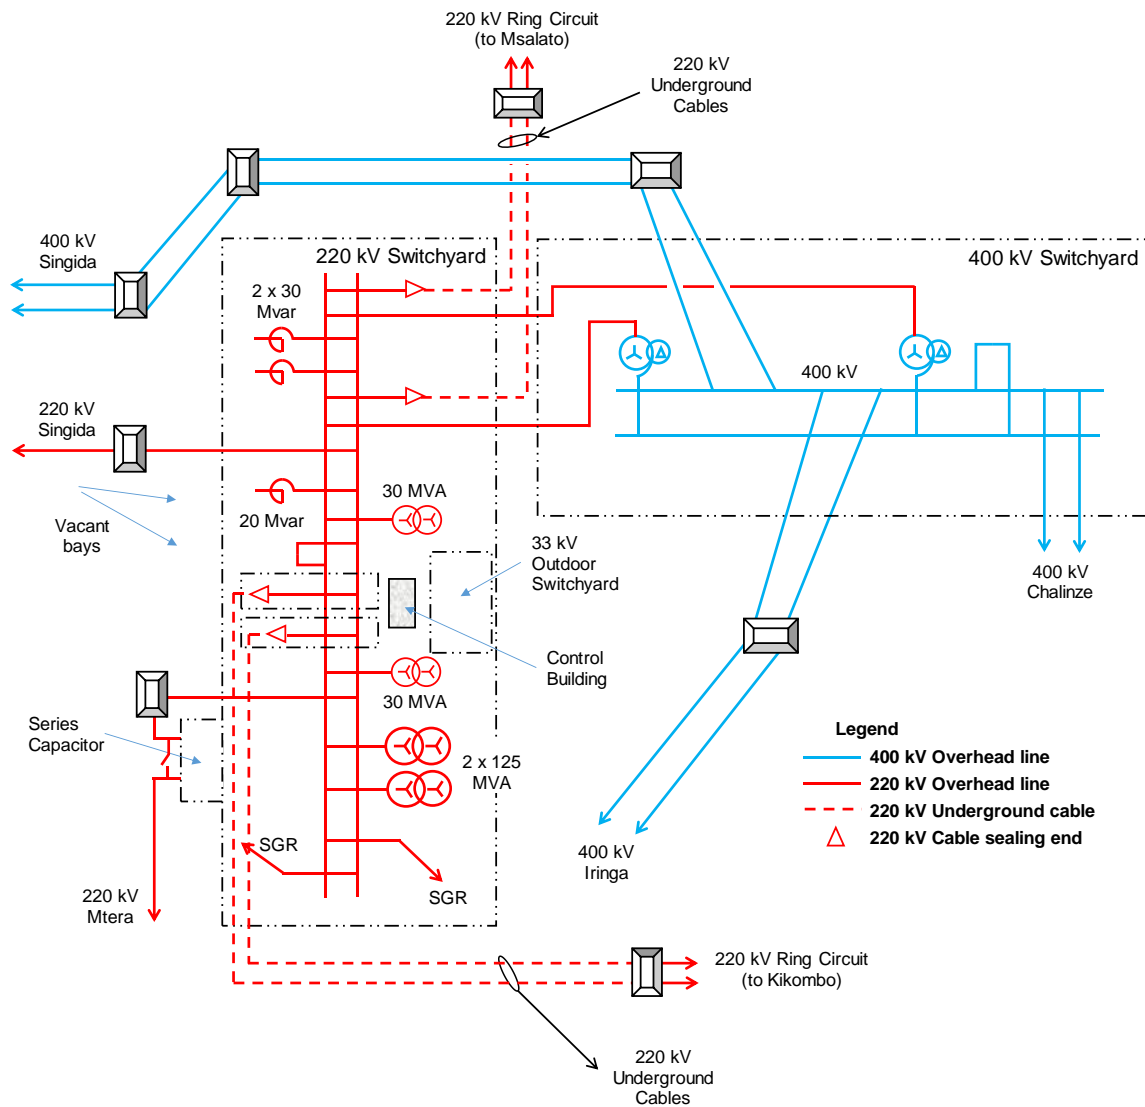 220 kV Ring Circuit
(to Msalato)
220 kV
Underground
Cables
400 kV
Singida
220 kV Switchyard
400 kV Switchyard
2 x 30
Mvar
400 kV
220 kV
Singida
20 Mvar
30 MVA
Vacant
bays
33 kV
Outdoor
Switchyard
400 kV
Chalinze
Control
Building
30 MVA
Series
Capacitor
2 x 125
MVA
Legend
400 kV Overhead line
220 kV Overhead line
220 kV Underground cable
220 kV Cable sealing end
SGR
SGR
400 kV
Iringa
220 kV
Mtera
220 kV Ring Circuit
(to Kikombo)
220 kV
Underground
Cables